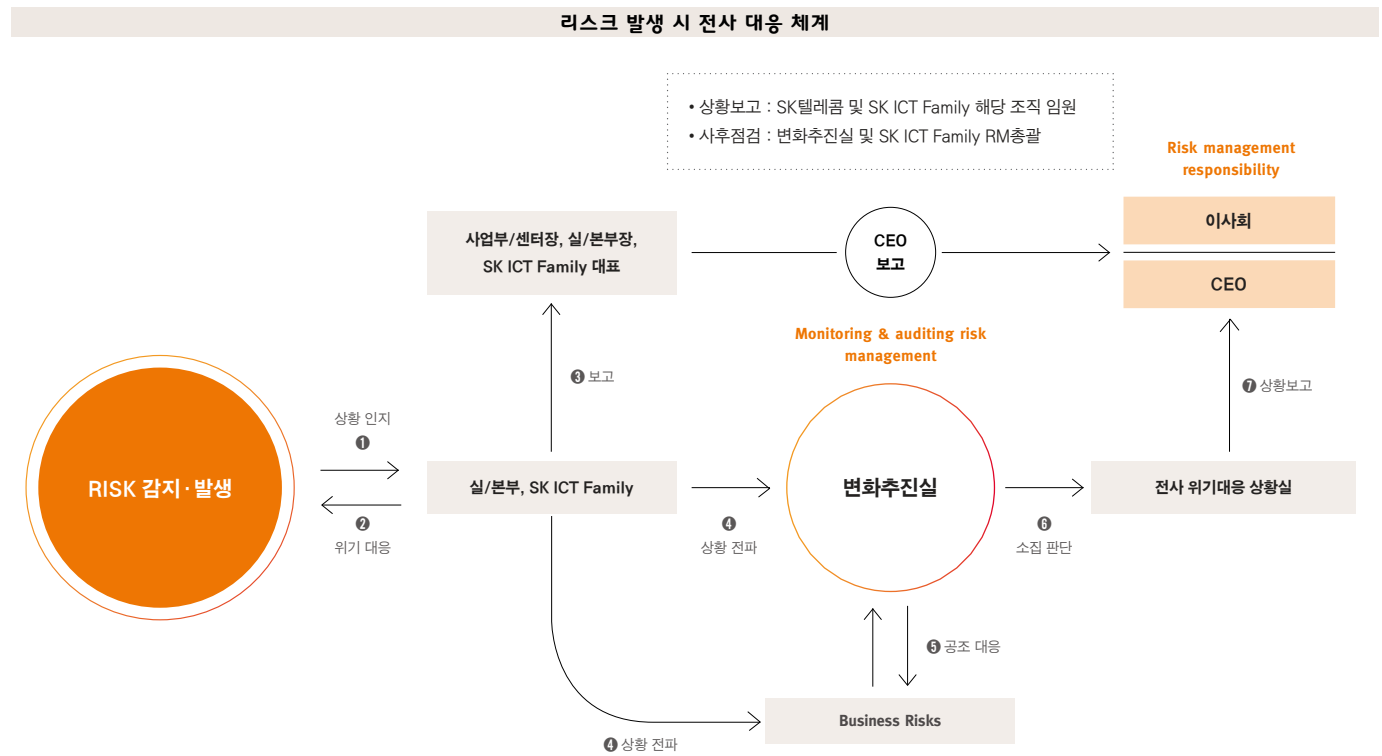 리스크 발생 시 전사 대응 체계
• 상황보고 : SK텔레콤 및 SK ICT Family 해당 조직 임원
• 사후점검 : 변화추진실 및 SK ICT Family RM총괄
Risk management
responsibility
사업부/센터장, 실/본부장,
SK ICT Family 대표
CEO
보고
이사회
CEO
Monitoring & auditing risk
management
❸ 보고
❼ 상황보고
상황 인지
❶
RISK 감지·발생
실/본부, SK ICT Family
변화추진실
전사 위기대응 상황실
❷
위기 대응
❹
상황 전파
❻
소집 판단
❺ 공조 대응
Business Risks
❹ 상황 전파